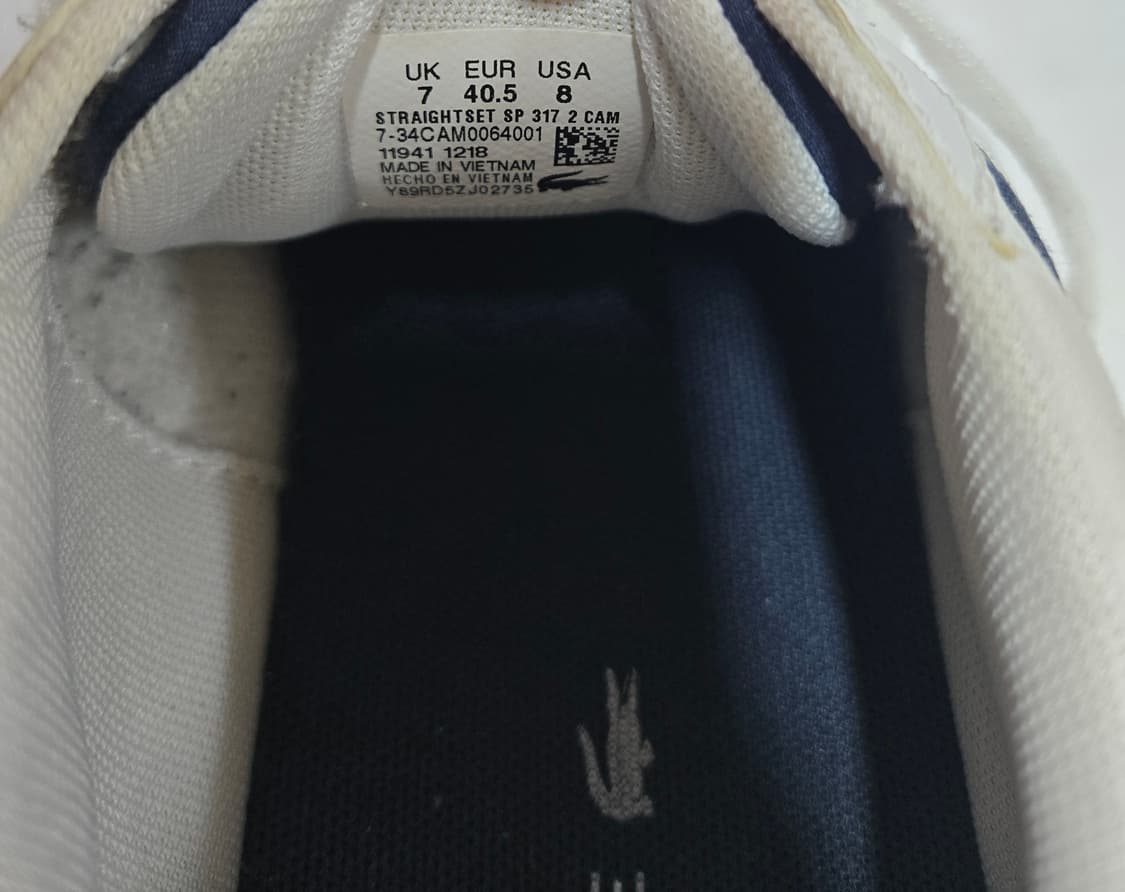 UK EUR USA
7 40.5 8
STRAIGHTSET SP 317 2 CAM
7-34CAM0064001
11941 1218
MADE IN VIETNAM
HECHO EN VIETNAM
Y69RD5ZJ02735